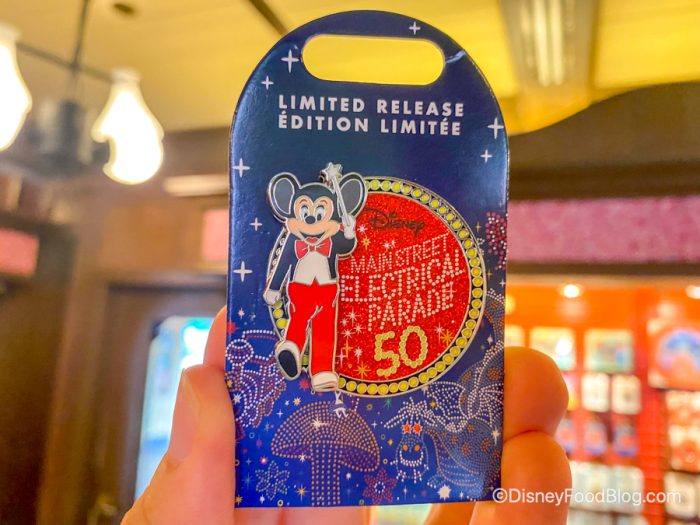 LIMITED RELEASE
ÉDITION LIMITÉE
Disney
MAIN STREET
ELECTRICAL
PARADE
50
©DisneyFoodBlog.com